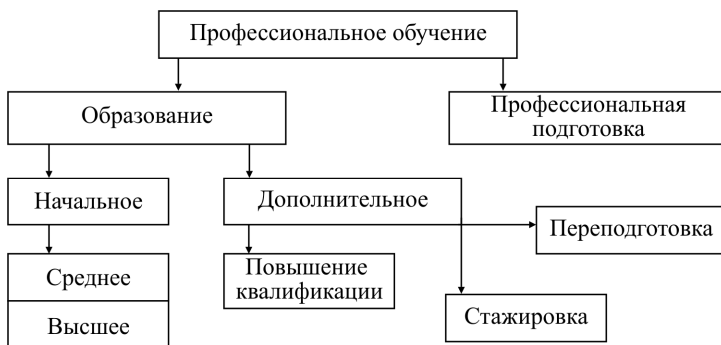 Профессиональное обучение
Образование
Профессиональная
подготовка
Начальное
Дополнительное
Переподготовка
Среднее
Повышение
квалификации
Высшее
Стажировка